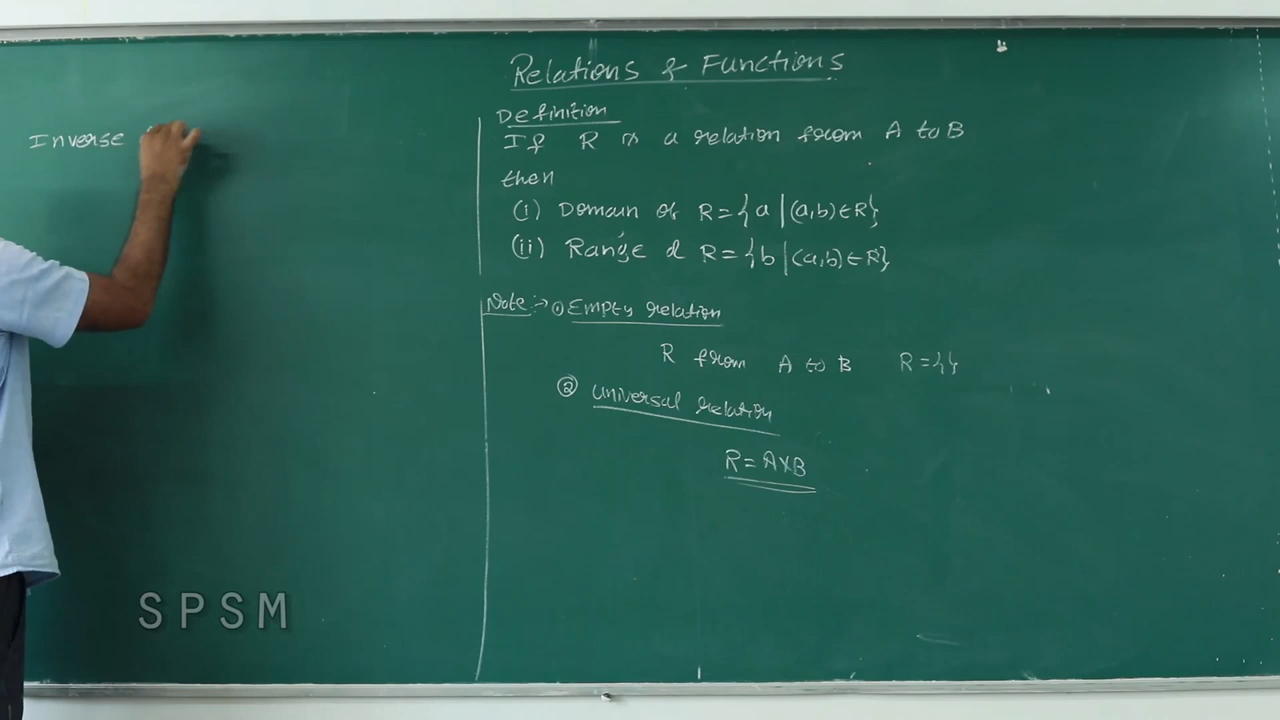 Relations & Functions
Definition
If R is a relation from A to B
then
(i) Domain of R = {a | (a,b) ∈ R}
(ii) Range of R = {b | (a,b) ∈ R}
Note :-> ① Empty relation
R from A to B R = {}
② universal relation
R = A×B
Inverse
SPSM